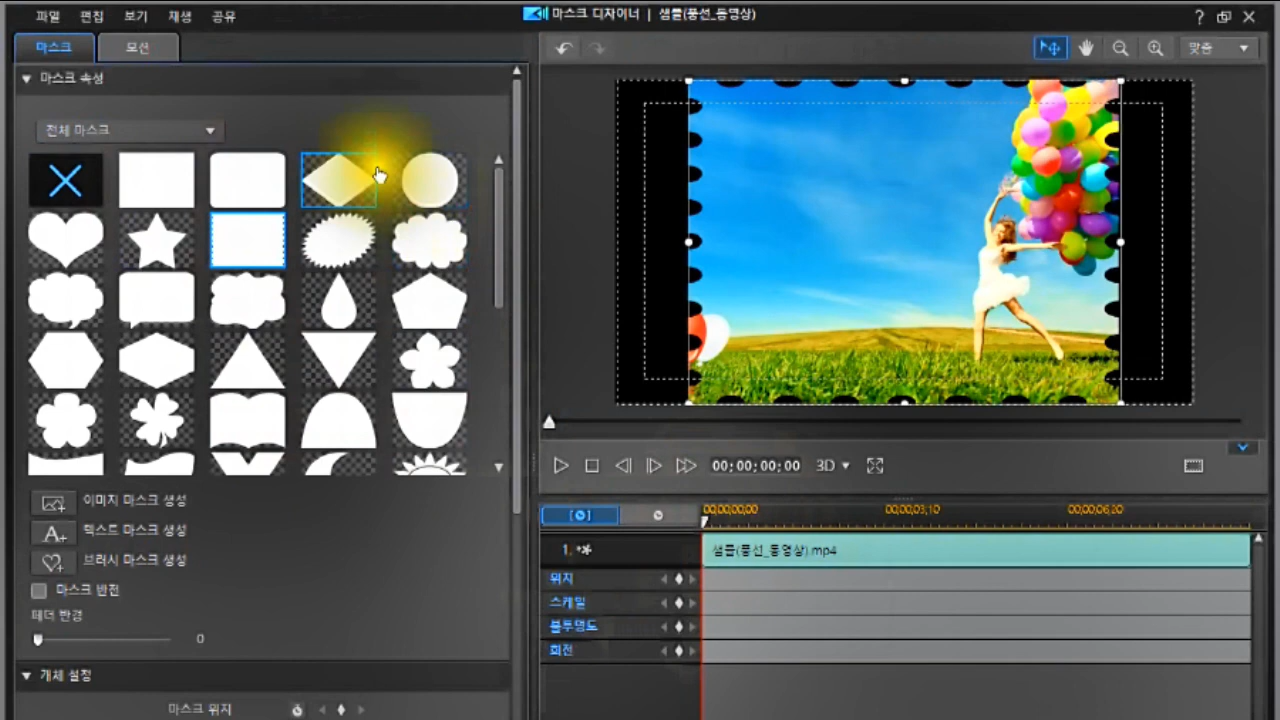 파일 편집 보기 재생 공유
마스크 디자이너 | 샘플(풍선_동영상)
?
마스크 모션
맞춤
마스크 속성
전체 마스크
00;00;00;00 3D
이미지 마스크 생성
텍스트 마스크 생성
브러시 마스크 생성
마스크 반전
페더 반경
0
개체 설정
마스크 위치
00;00;00;00 00;00;03;10 00;00;06;20
1. 샘플(풍선_동영상).mp4
위치
스케일
불투명도
회전